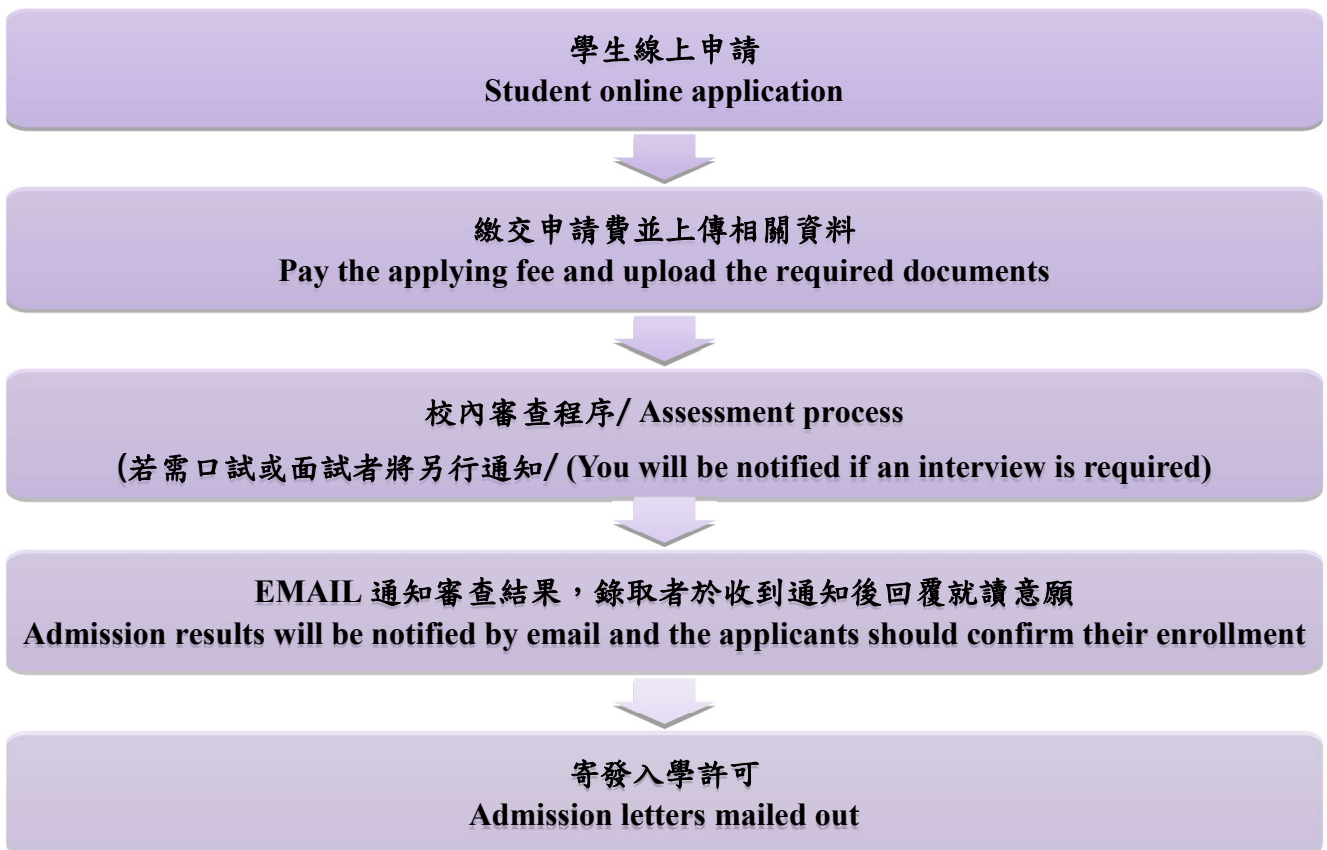 學生線上申請
Student online application
繳交申請費並上傳相關資料
Pay the applying fee and upload the required documents
校內審查程序/ Assessment process
(若需口試或面試者將另行通知/ (You will be notified if an interview is required)
EMAIL 通知審查結果，錄取者於收到通知後回覆就讀意願
Admission results will be notified by email and the applicants should confirm their enrollment
寄發入學許可
Admission letters mailed out